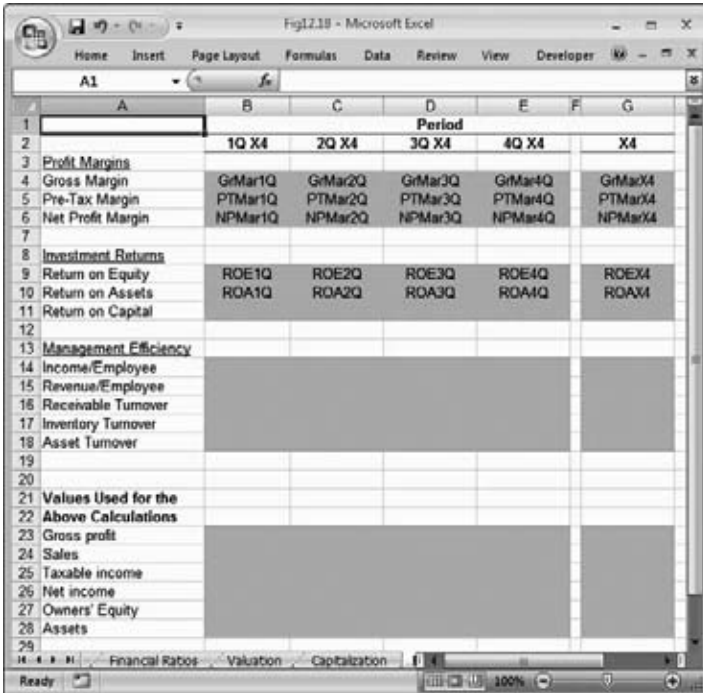 Fig12.18 - Microsoft Excel
Home Insert Page Layout Formulas Data Review View Developer
A1 fx
A B C D E F G
1 Period
2 1Q X4 2Q X4 3Q X4 4Q X4 X4
3 Profit Margins
4 Gross Margin GrMar1Q GrMar2Q GrMar3Q GrMar4Q GrMarX4
5 Pre-Tax Margin PTMar1Q PTMar2Q PTMar3Q PTMar4Q PTMarX4
6 Net Profit Margin NPMar1Q NPMar2Q NPMar3Q NPMar4Q NPMarX4
7
8 Investment Returns
9 Return on Equity ROE1Q ROE2Q ROE3Q ROE4Q ROEX4
10 Return on Assets ROA1Q ROA2Q ROA3Q ROA4Q ROAX4
11 Return on Capital
12
13 Management Efficiency
14 Income/Employee
15 Revenue/Employee
16 Receivable Turnover
17 Inventory Turnover
18 Asset Turnover
19
20
21 Values Used for the
22 Above Calculations
23 Gross profit
24 Sales
25 Taxable income
26 Net income
27 Owners' Equity
28 Assets
29
Financial Ratios Valuation Capitalization
Ready 100%